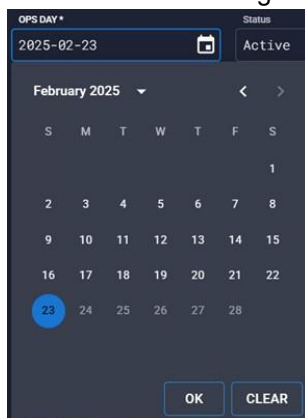 OPS DAY * Status
2025-02-23 Active
February 2025
S M T W T F S
1
2 3 4 5 6 7 8
9 10 11 12 13 14 15
16 17 18 19 20 21 22
23 24 25 26 27 28
OK CLEAR